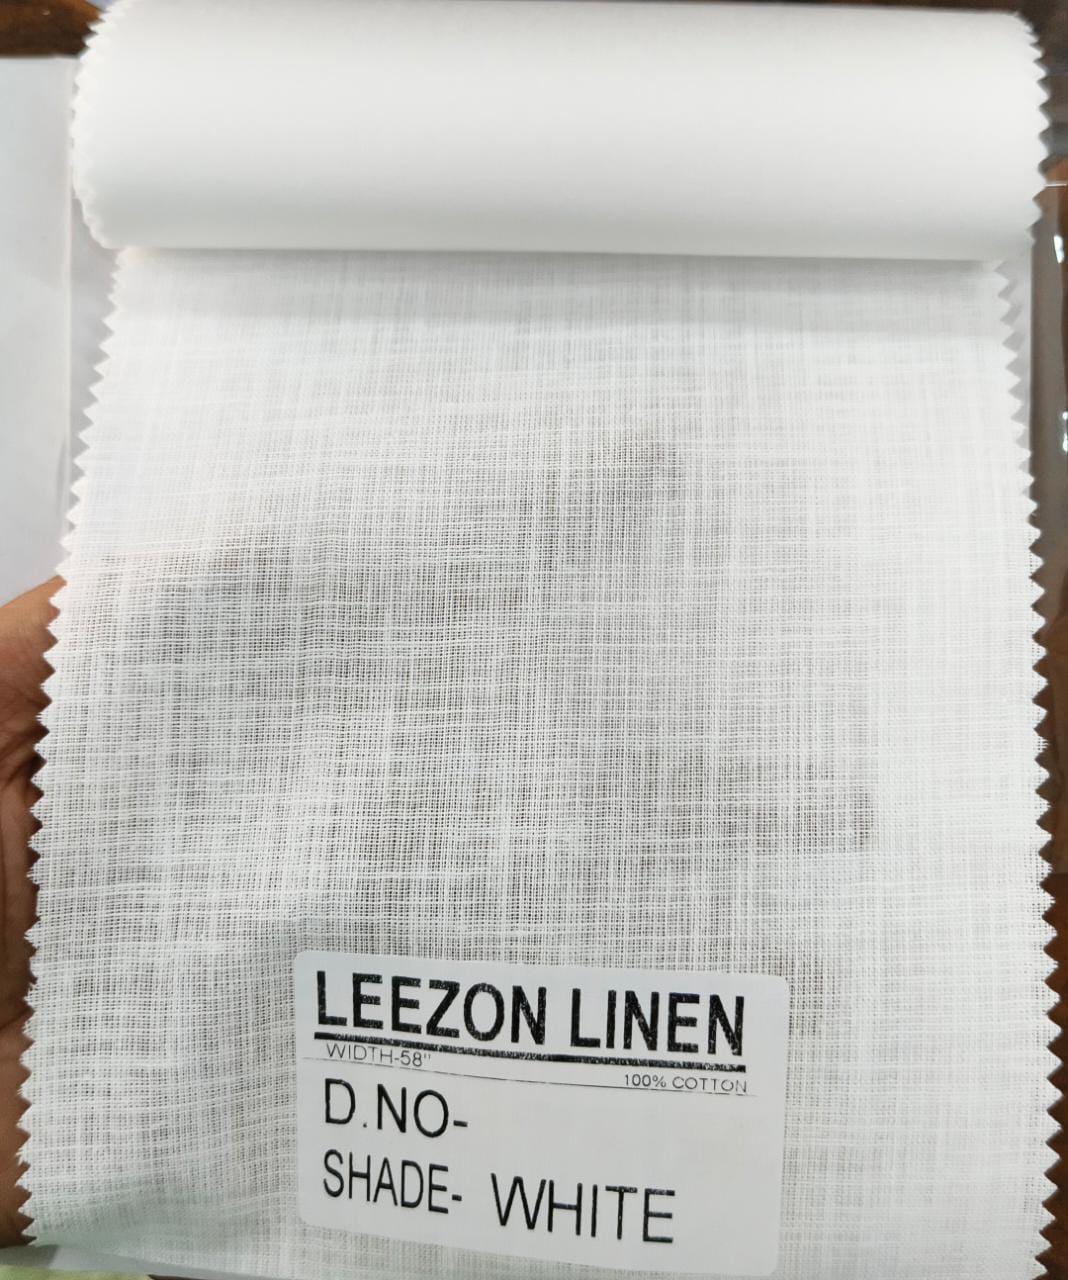 LEEZON LINEN
WIDTH-58"
100% COTTON
D.NO-
SHADE- WHITE